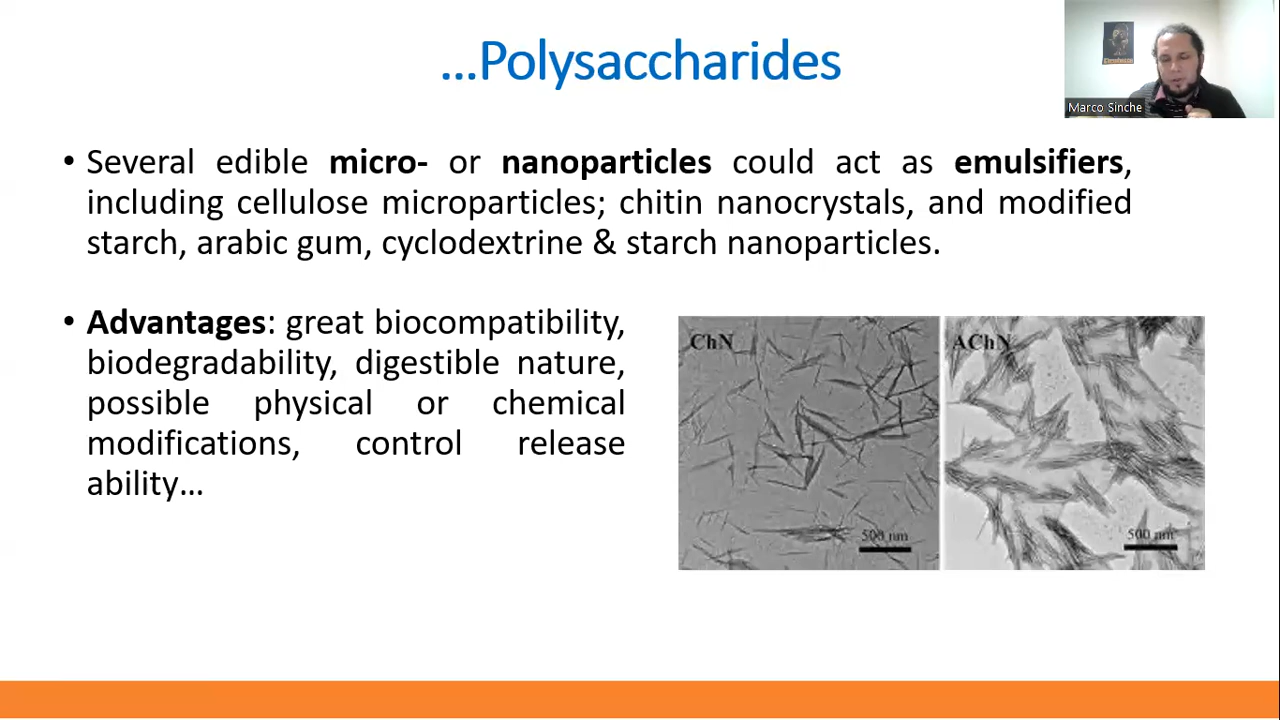 ...Polysaccharides
Marco Sinche
• Several edible micro- or nanoparticles could act as emulsifiers,
including cellulose microparticles; chitin nanocrystals, and modified
starch, arabic gum, cyclodextrine & starch nanoparticles.
• Advantages: great biocompatibility,
biodegradability, digestible nature,
possible physical or chemical
modifications, control release
ability...
ChN
500 nm
AChN
500 nm